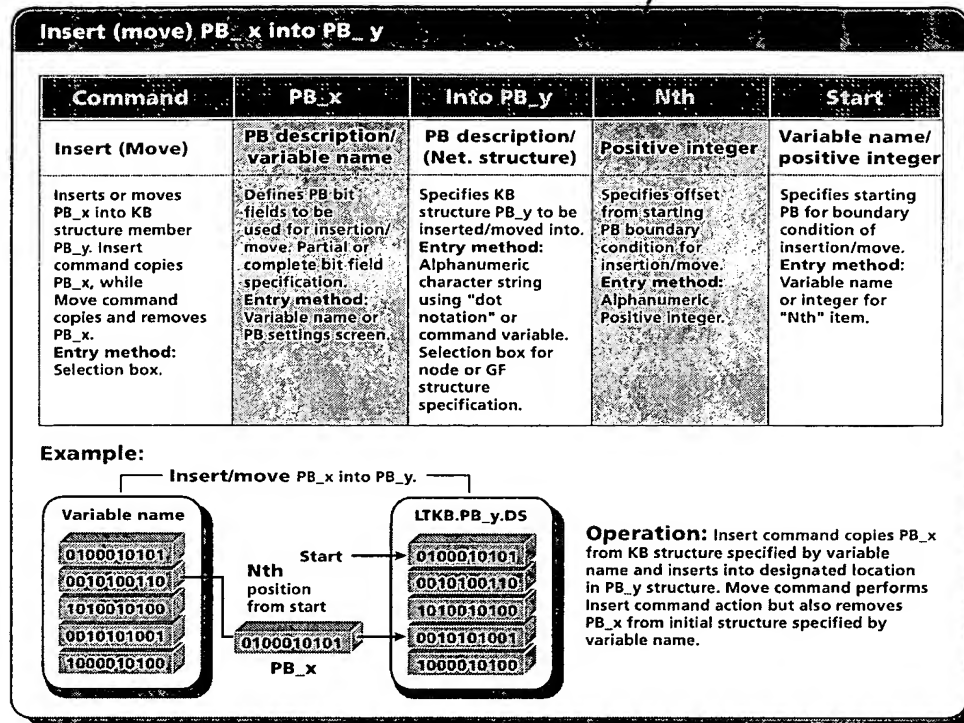 Insert (move) PB_ x into PB_ y
Command
PB_x
Into PB_y
Nth
Start
Insert (Move)
PB description/
variable name
PB description/
(Net. structure)
Positive integer
Variable name/
positive integer
Inserts or moves
PB_x into KB
structure member
PB_y. Insert
command copies
PB_x, while
Move command
copies and removes
PB_x.
Entry method:
Selection box.
Defines PB bit
fields to be
used for insertion/
move. Partial or
complete bit field
specification.
Entry method:
Variable name or
PB settings screen.
Specifies KB
structure PB_y to be
inserted/moved into.
Entry method:
Alphanumeric
character string
using "dot
notation" or
command variable.
Selection box for
node or GF
structure
specification.
Specifies offset
from starting
PB boundary
condition for
insertion/move.
Entry method:
Alphanumeric
Positive Integer.
Specifies starting
PB for boundary
condition of
insertion/move.
Entry method:
Variable name
or integer for
"Nth" item.
Example:
Insert/move PB_x into PB_y.
Variable name
0100010101
0010100110
1010010100
0010101001
1000010100
Start
Nth
position
from start
0100010101
PB_x
LTKB.PB_y.DS
0100010101
0010100110
1010010100
0010101001
1000010100
Operation: Insert command copies PB_x
from KB structure specified by variable
name and inserts into designated location
in PB_y structure. Move command performs
Insert command action but also removes
PB_x from initial structure specified by
variable name.